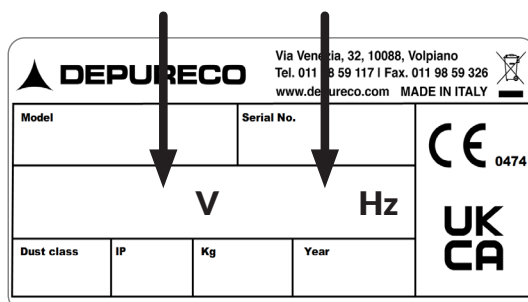 DEPURECO
Via Venezia, 32, 10088, Volpiano
Tel. 011 98 59 117 I Fax. 011 98 59 326
www.depureco.com MADE IN ITALY
Model
Serial No.
CE 0474
V
Hz
UK
CA
Dust class
IP
Kg
Year